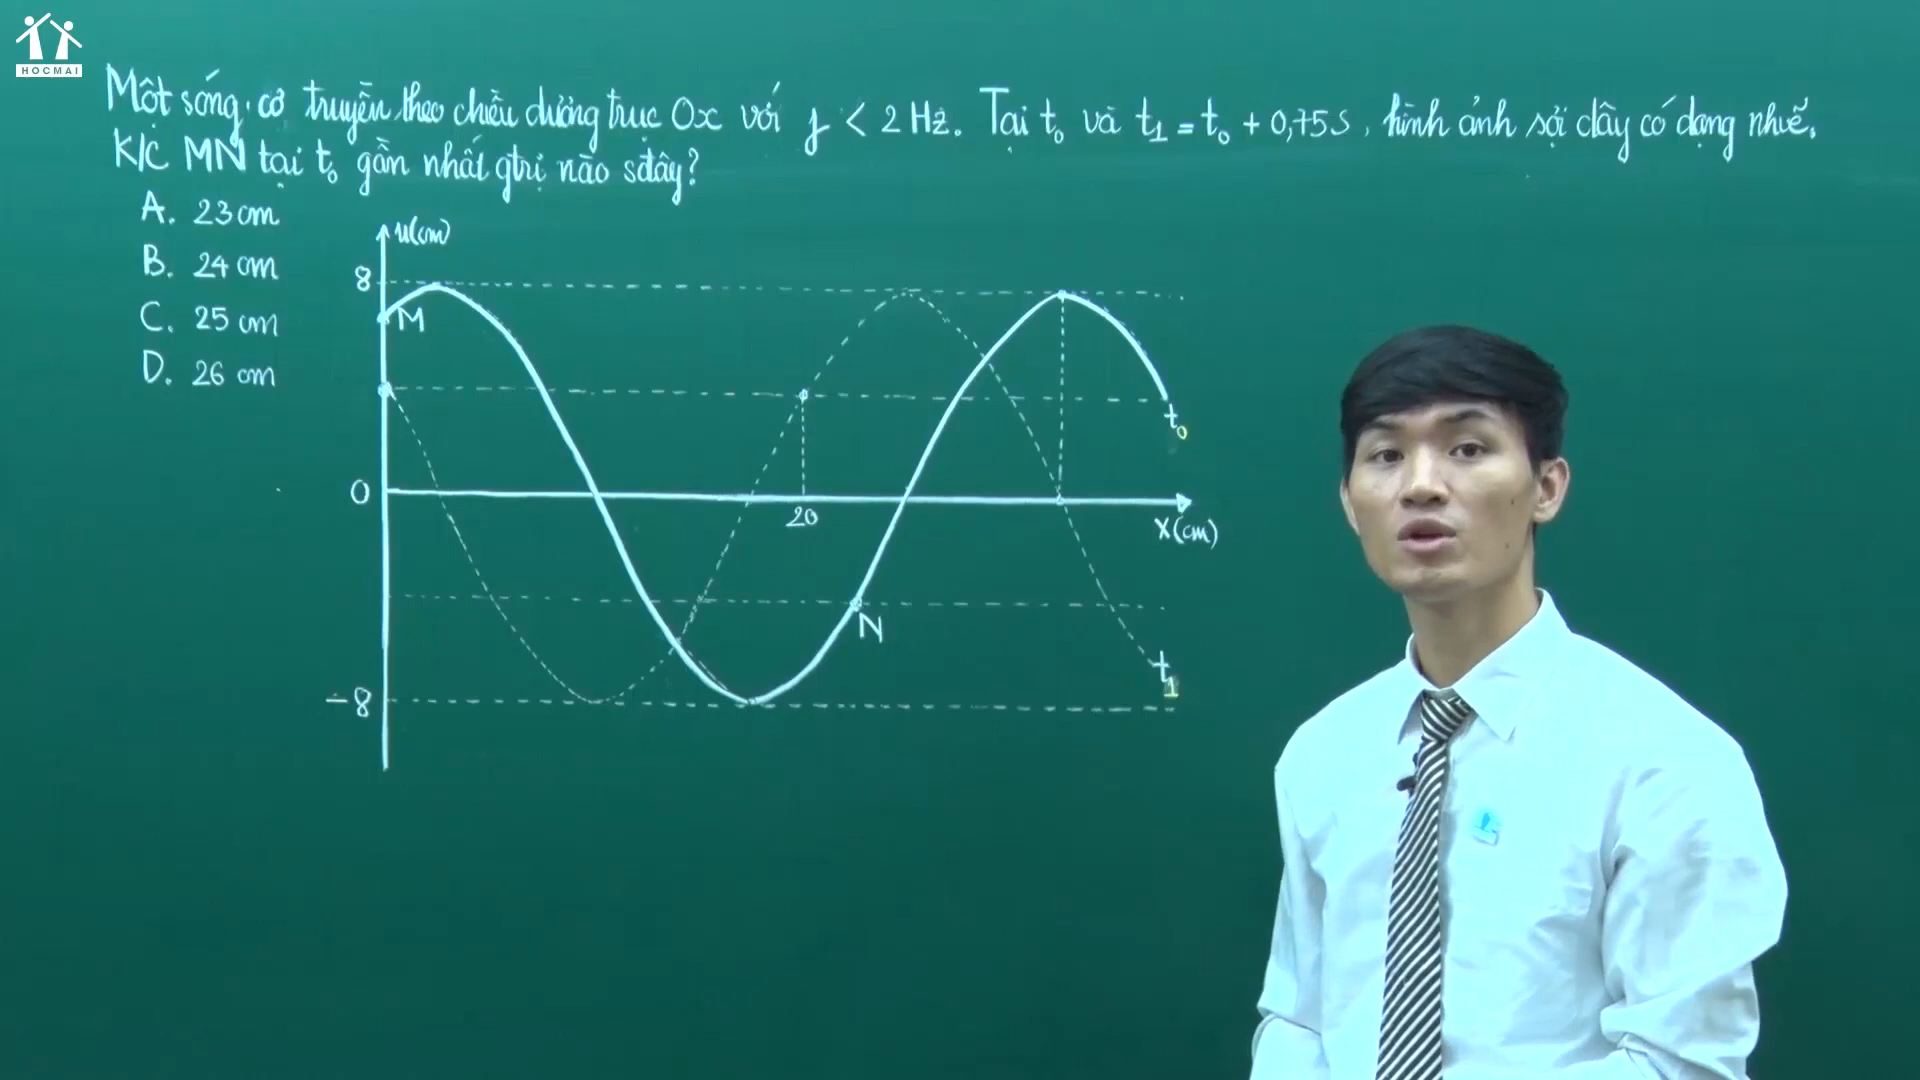 HOCMAI
Một sóng cơ truyền theo chiều dương trục Ox với f < 2 Hz. Tại t₀ và t₁ = t₀ + 0,75s, hình ảnh sợi dây có dạng như hvẽ.
K/c MN tại t₀ gần nhất gtrị nào sđây?
A. 23 cm
B. 24 cm
C. 25 cm
D. 26 cm
u(cm)
8
M
t₀
0
20
x(cm)
N
t₁
-8